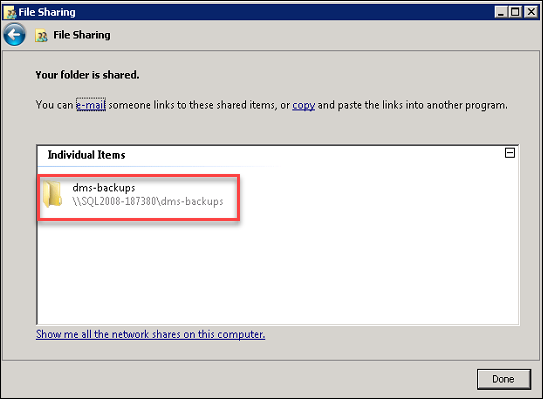 File Sharing
File Sharing
Your folder is shared.
You can e-mail someone links to these shared items, or copy and paste the links into another program.
Individual Items
dms-backups
\\SQL2008-187380\dms-backups
Show me all the network shares on this computer.
Done